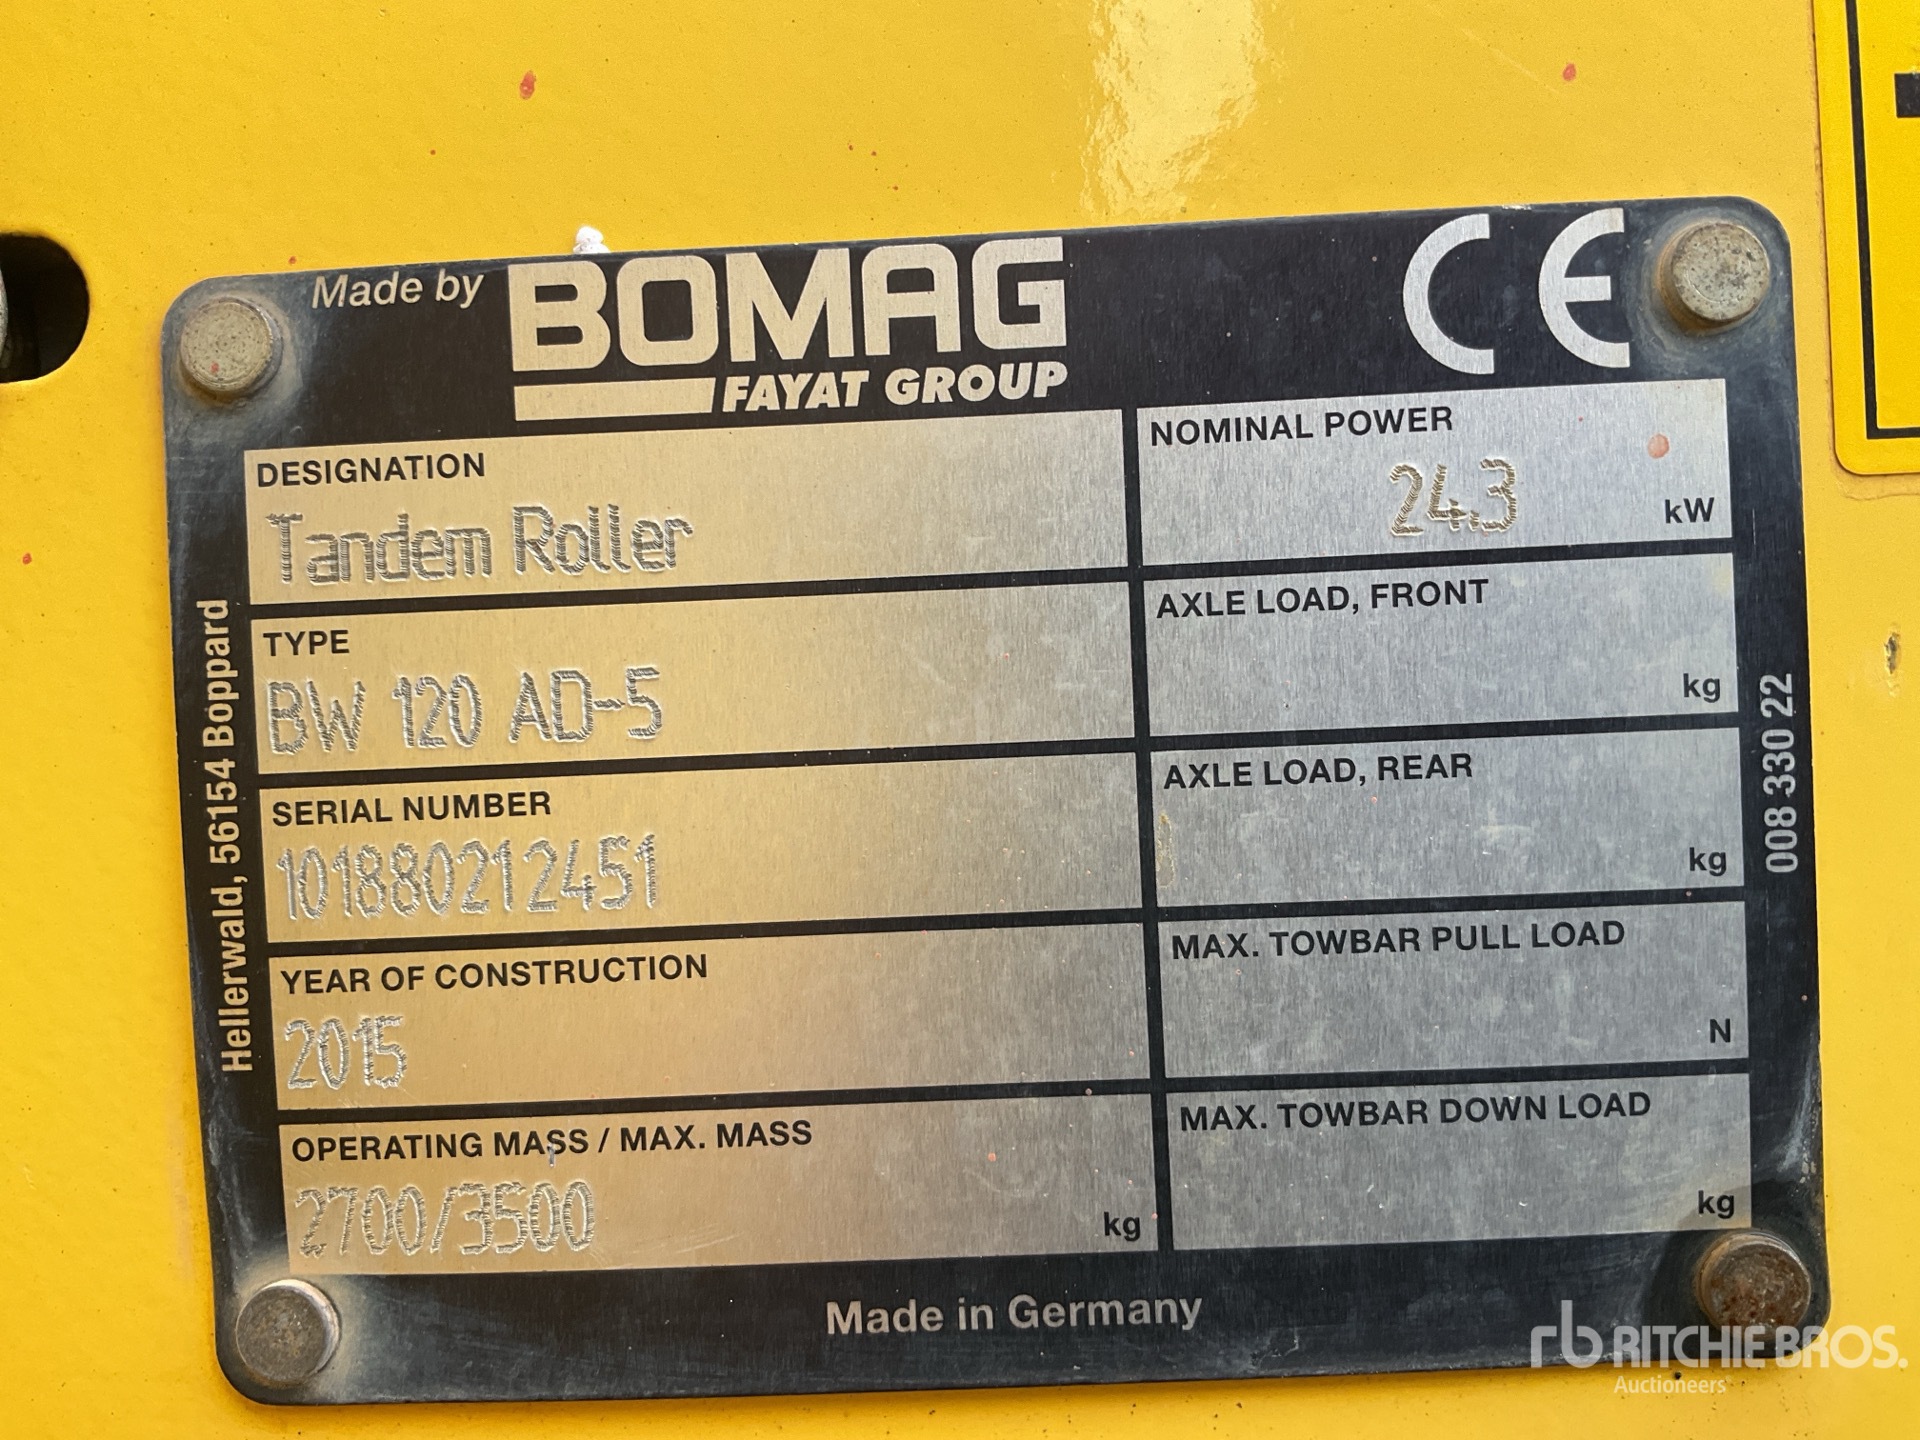 Made by BOMAG
FAYAT GROUP
CE
DESIGNATION
Tandem Roller
TYPE
BW 120 AD-5
SERIAL NUMBER
101880212451
YEAR OF CONSTRUCTION
2015
OPERATING MASS / MAX. MASS
2700/3500 kg
NOMINAL POWER
24.3 kW
AXLE LOAD, FRONT
kg
AXLE LOAD, REAR
kg
MAX. TOWBAR PULL LOAD
N
MAX. TOWBAR DOWN LOAD
kg
Hellerwald, 56154 Boppard
008 330 22
Made in Germany
rb RITCHIE BROS.
Auctioneers